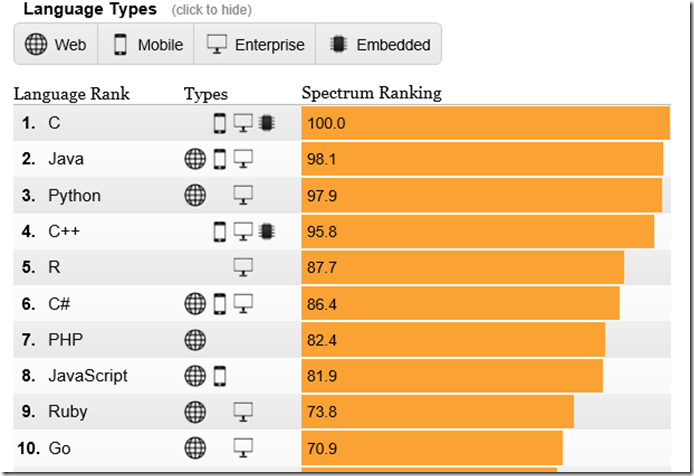 Language Types (click to hide)
Web Mobile Enterprise Embedded
Language Rank Types Spectrum Ranking
1. C 100.0
2. Java 98.1
3. Python 97.9
4. C++ 95.8
5. R 87.7
6. C# 86.4
7. PHP 82.4
8. JavaScript 81.9
9. Ruby 73.8
10. Go 70.9